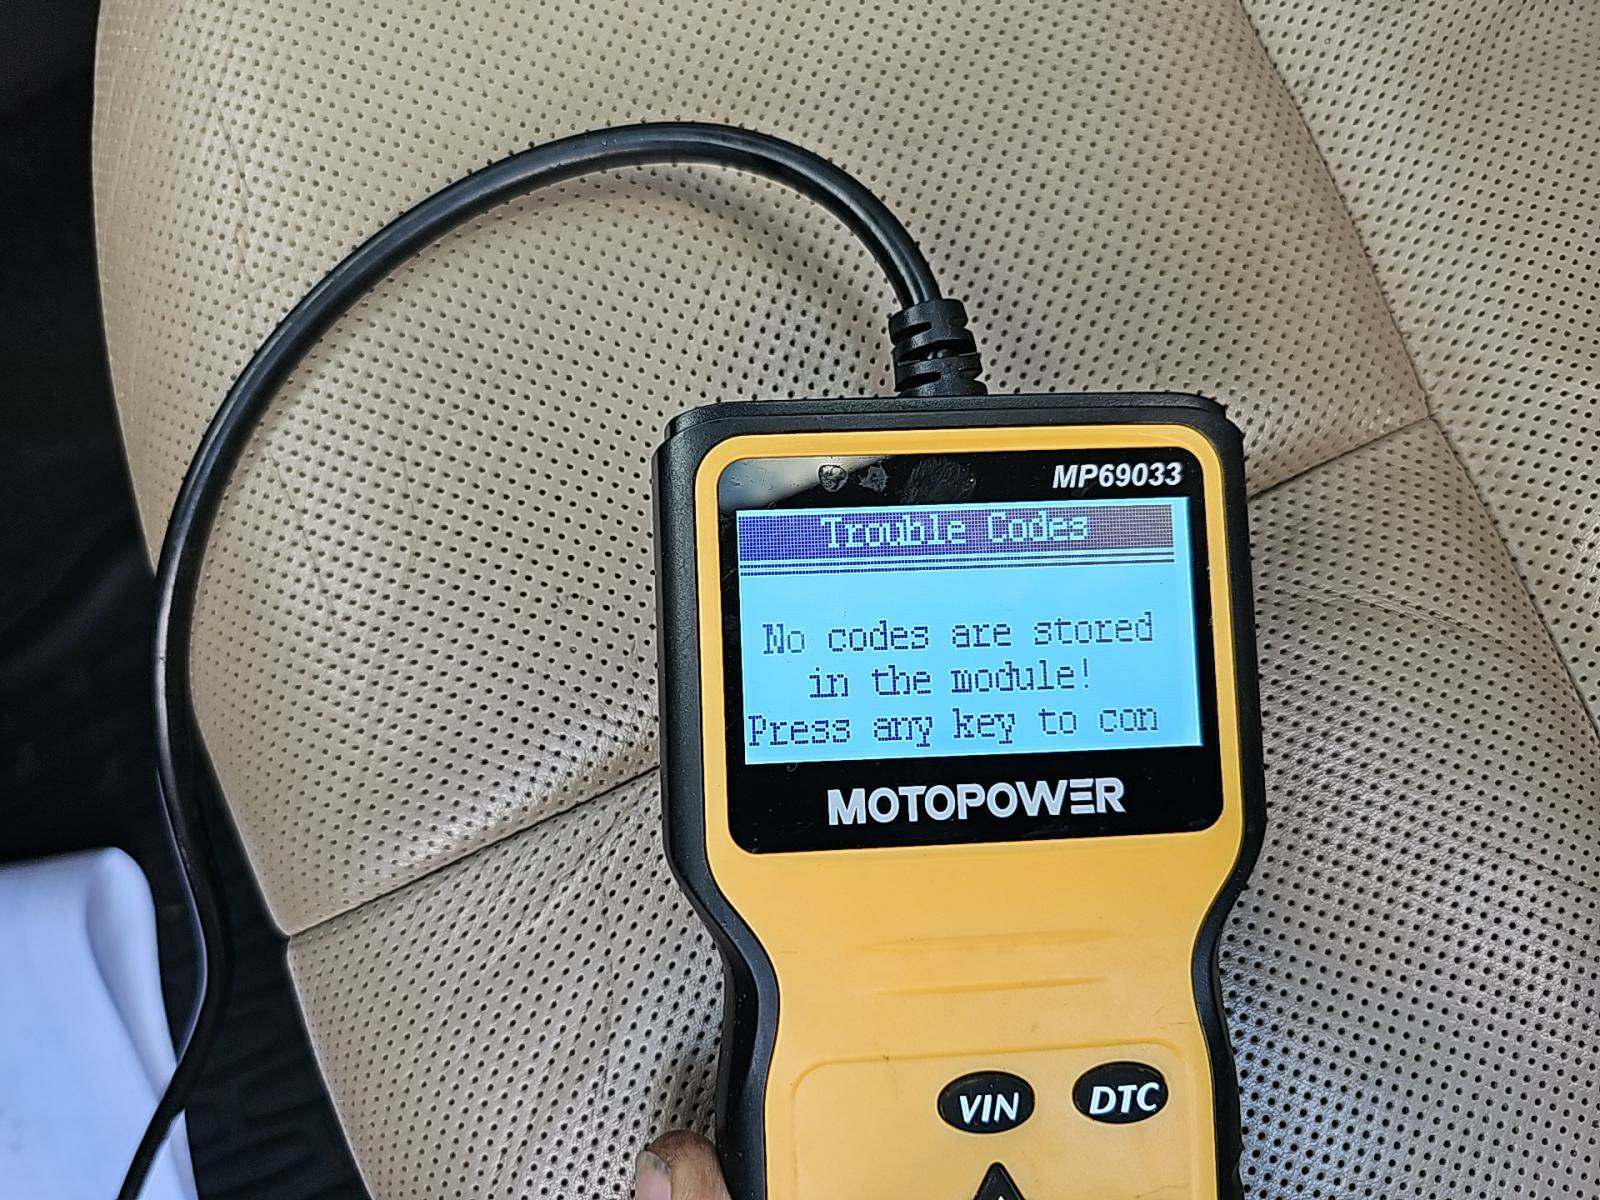 MP69033
Trouble Codes
No codes are stored
in the module!
Press any key to con
MOTOPOWER
VIN
DTC